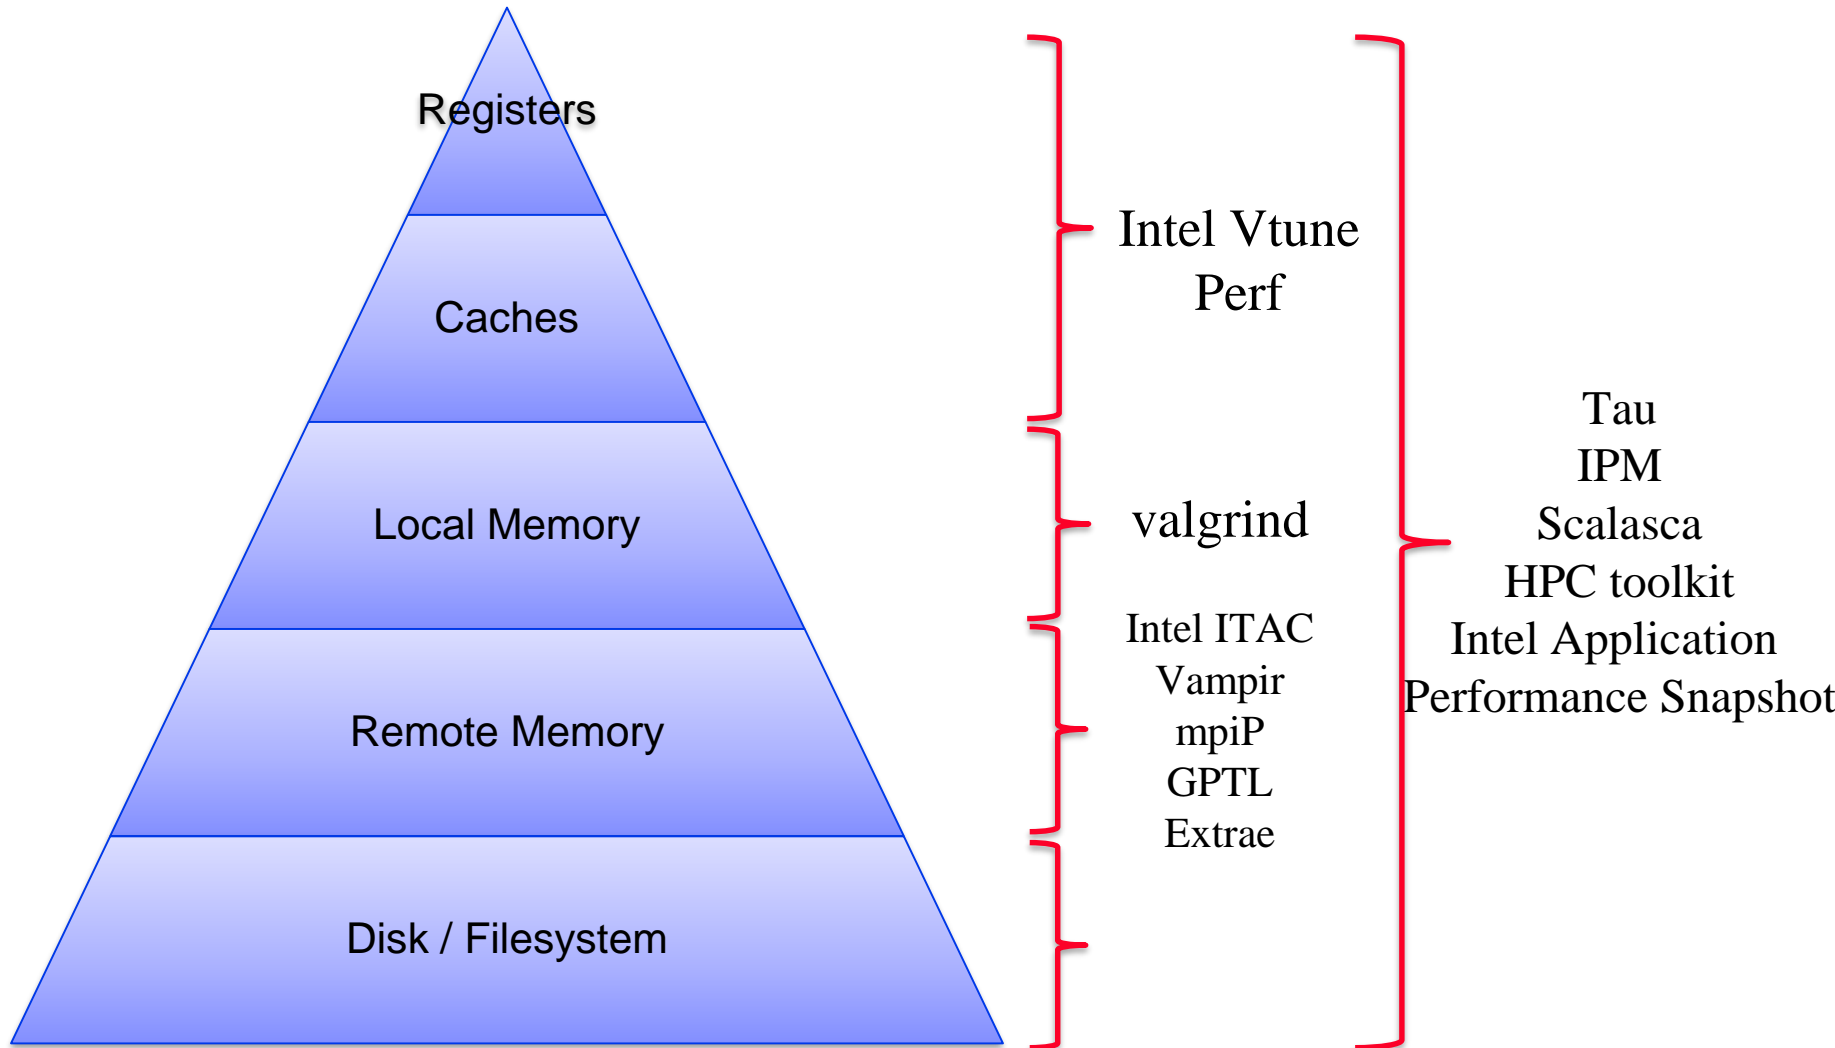 Registers
Caches
Local Memory
Remote Memory
Disk / Filesystem
Intel Vtune
Perf
valgrind
Intel ITAC
Vampir
mpiP
GPTL
Extrae
Tau
IPM
Scalasca
HPC toolkit
Intel Application
Performance Snapshot